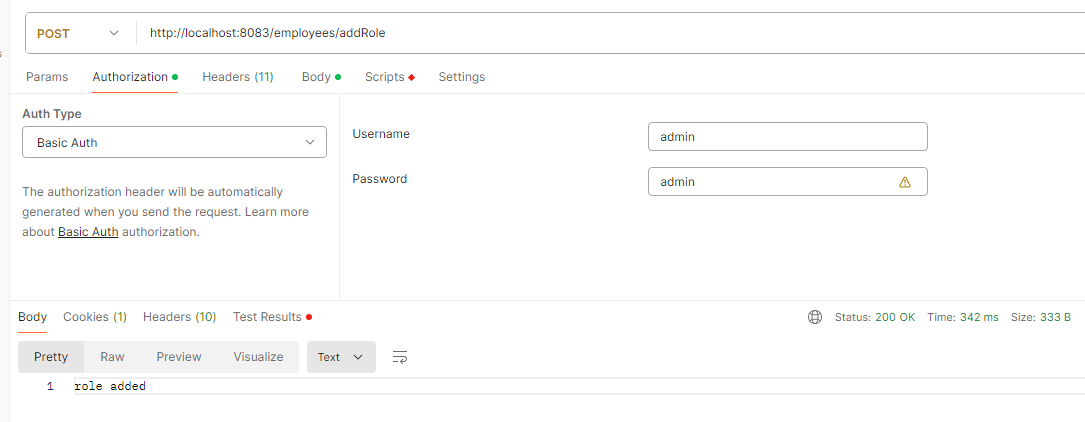 POST http://localhost:8083/employees/addRole
Params Authorization Headers (11) Body Scripts Settings
Auth Type
Basic Auth
The authorization header will be automatically
generated when you send the request. Learn more
about Basic Auth authorization.
Username admin
Password admin
Body Cookies (1) Headers (10) Test Results Status: 200 OK Time: 342 ms Size: 333 B
Pretty Raw Preview Visualize Text
1 role added